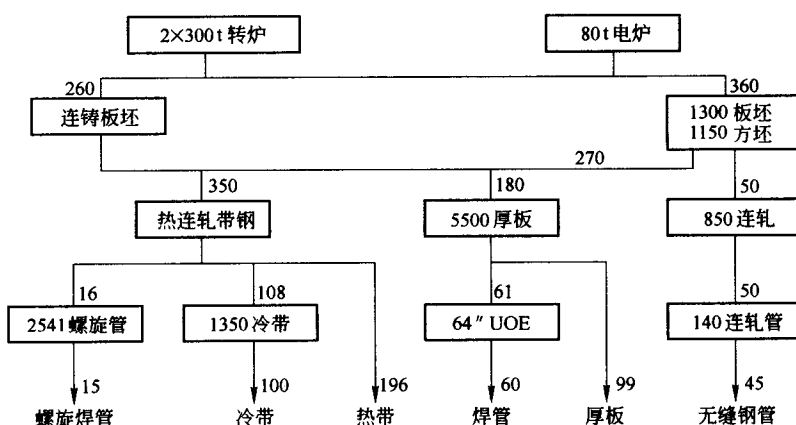 2×300t 转炉
80t 电炉
260
360
连铸板坯
1300 板坯
1150 方坯
270
350
180
50
热连轧带钢
5500 厚板
850 连轧
16
108
61
50
2541 螺旋管
1350 冷带
64″ UOE
140 连轧管
15
100
196
60
99
45
螺旋焊管
冷带
热带
焊管
厚板
无缝钢管